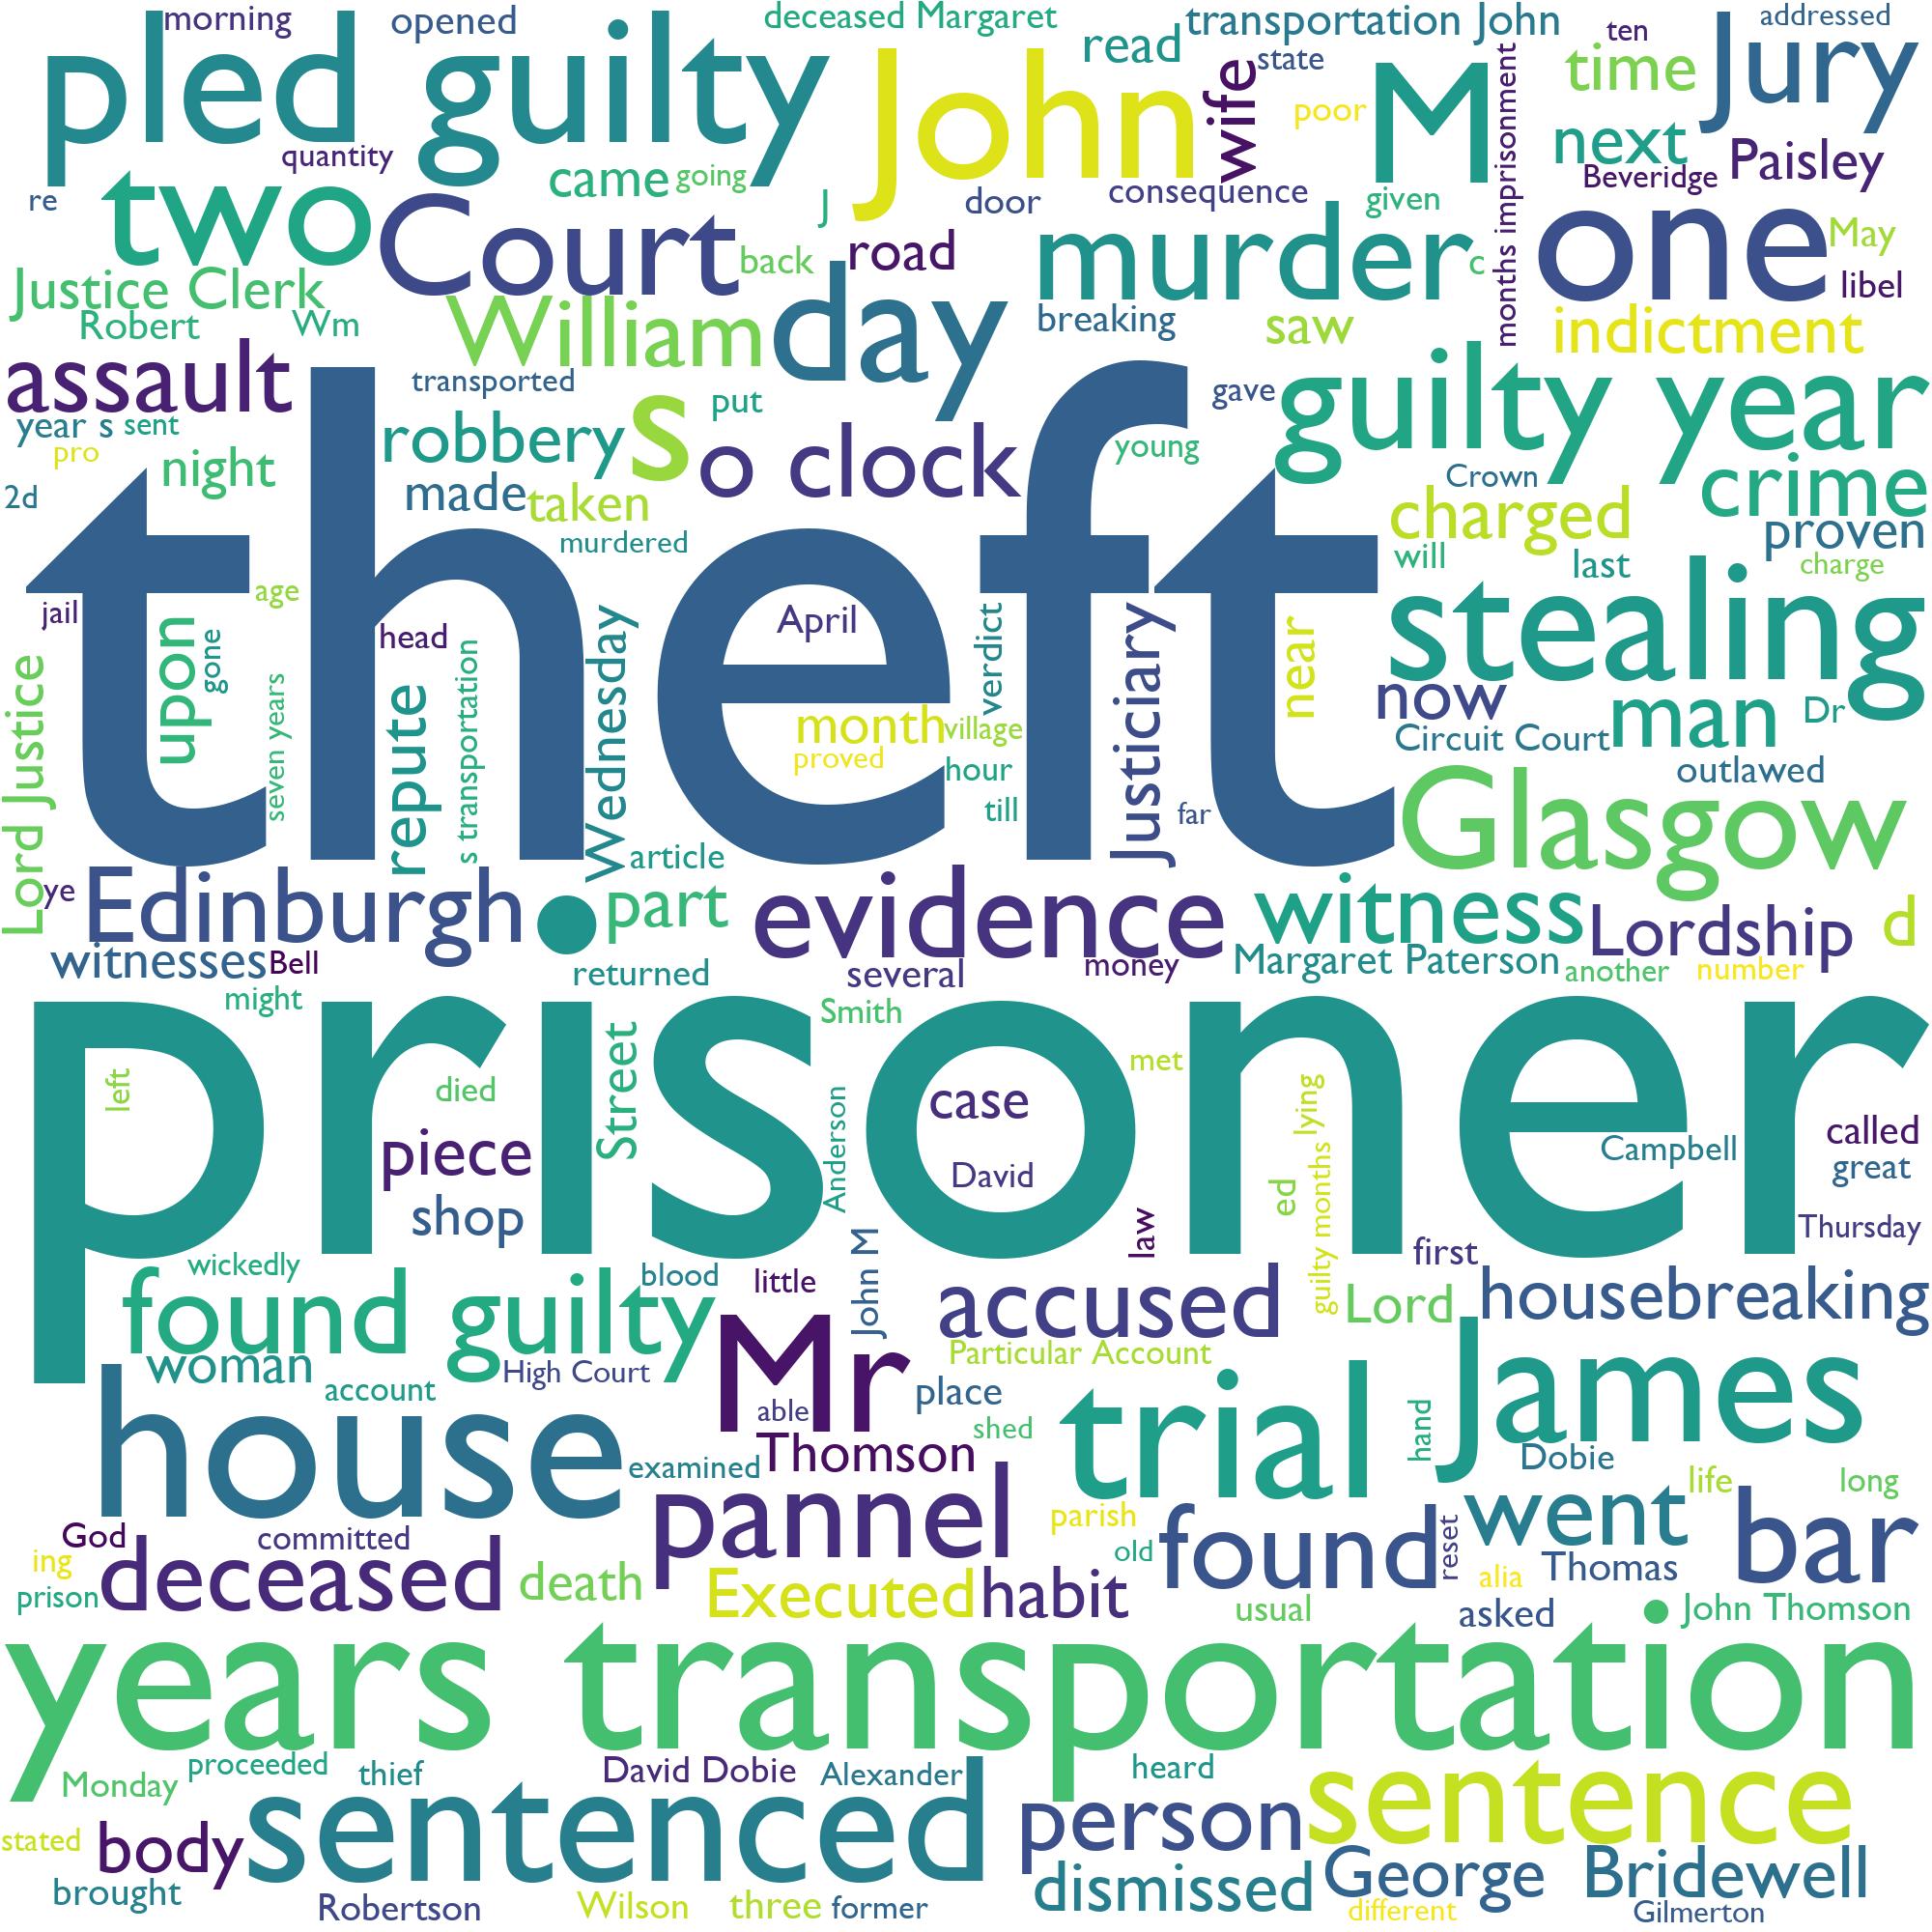 morning opened deceased Margaret transportation John addressed
pled guilty John read state wife M ten time Jury
quantity poor months imprisonment next Paisley
re two came going J door consequence given Beveridge
Court back road murder c one May
Justice Clerk libel
Robert Wm William day breaking saw indictment
assault transported put gave guilty year
year s sent robbery s o clock young crime
pro night made taken Crown charged proven
2d murdered will last charge
theft
jail age April stealing
upon gone head Wednesday verdict Justiciary near now man Dr
Lord Justice seven years repute s transportation month village Circuit Court
proved hour outlawed
till far Glasgow
article
ye Edinburgh . part evidence witness Lordship d
witnesses Bell returned several money Margaret Paterson another number
might Smith
prisoner
left died Street case met called
piece Anderson David ed guilty months lying Campbell great
shop law first Thursday
wickedly blood little John M accused Lord housebreaking
found guilty Mr Particular Account
woman account High Court place James
house able shed trial hand
examined Thomson Dobie life long
God committed pannel parish found went bar
ing deceased death Executed habit old reset alia Thomas
prison usual asked . John Thomson
years transportation
Monday proceeded thief David Dobie Alexander heard
stated body sentenced person sentence
brought dismissed George Bridewell
Robertson Wilson three former different Gilmerton